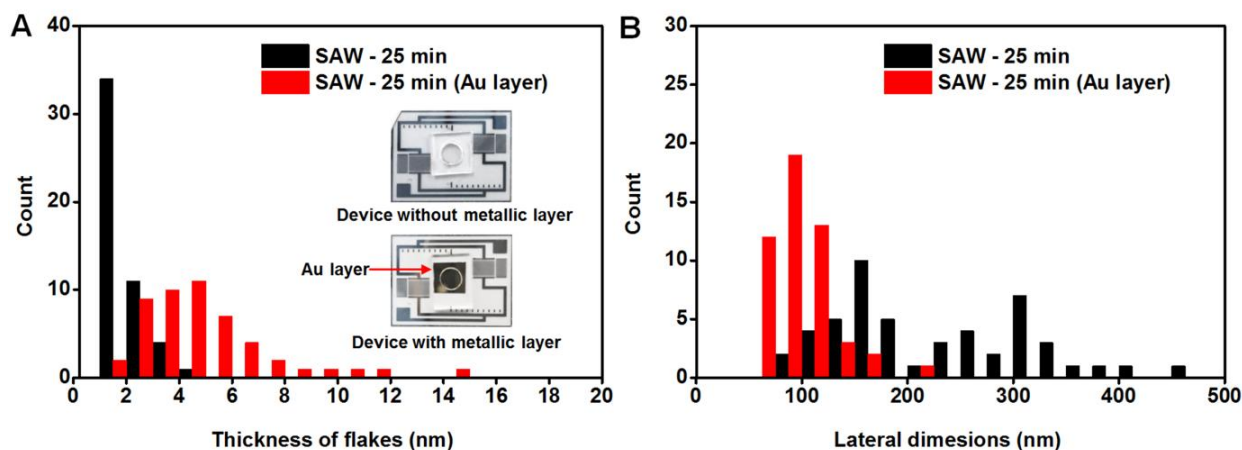 A
40
30
20
10
0
Count
SAW - 25 min
SAW - 25 min (Au layer)
Device without metallic layer
Au layer
Device with metallic layer
2 4 6 8 10 12 14 16 18 20
Thickness of flakes (nm)
B
30
25
20
15
10
5
0
Count
SAW - 25 min
SAW - 25 min (Au layer)
0 100 200 300 400 500
Lateral dimesions (nm)